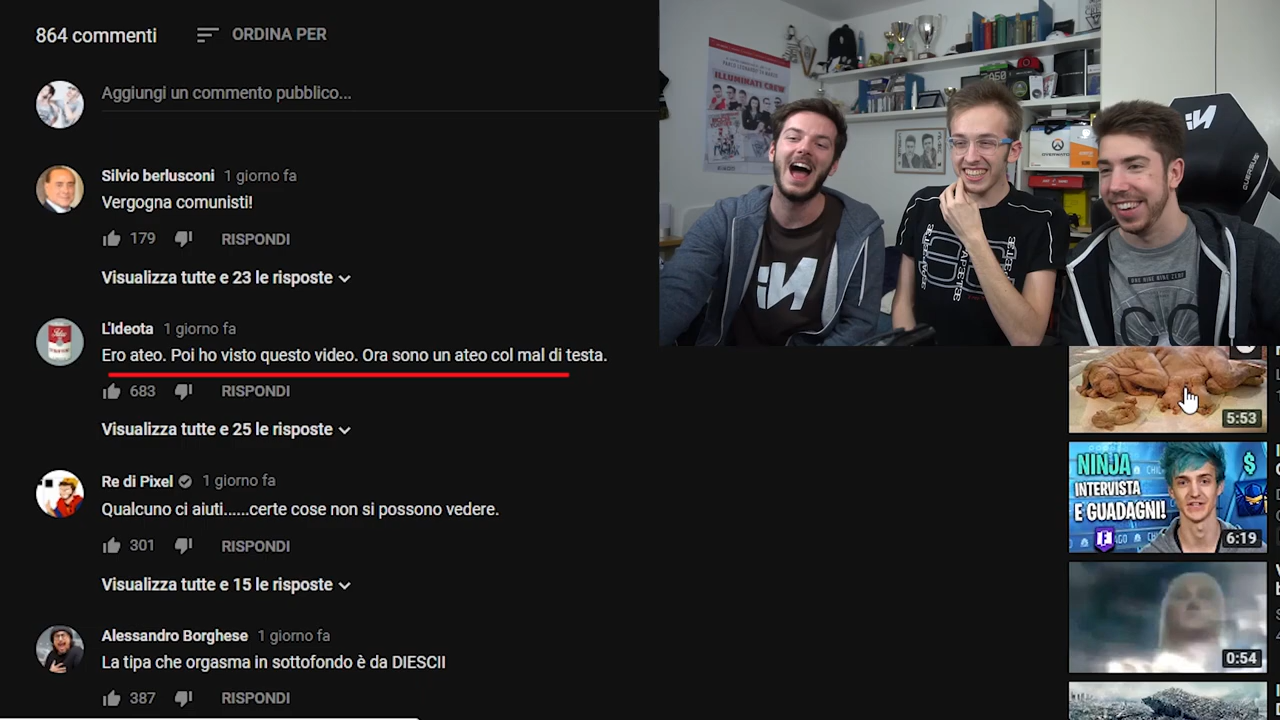 864 commenti
ORDINA PER
Aggiungi un commento pubblico...
Silvio berlusconi 1 giorno fa
Vergogna comunisti!
179 RISPONDI
Visualizza tutte e 23 le risposte
L'Ideota 1 giorno fa
Ero ateo. Poi ho visto questo video. Ora sono un ateo col mal di testa.
683 RISPONDI
Visualizza tutte e 25 le risposte
Re di Pixel 1 giorno fa
Qualcuno ci aiuti......certe cose non si possono vedere.
301 RISPONDI
Visualizza tutte e 15 le risposte
Alessandro Borghese 1 giorno fa
La tipa che orgasma in sottofondo è da DIESCII
387 RISPONDI
ILLUMINATI CREW
OVERWATCH
iN
iN
5:53
NINJA
$
INTERVISTA
E GUADAGNI!
6:19
0:54